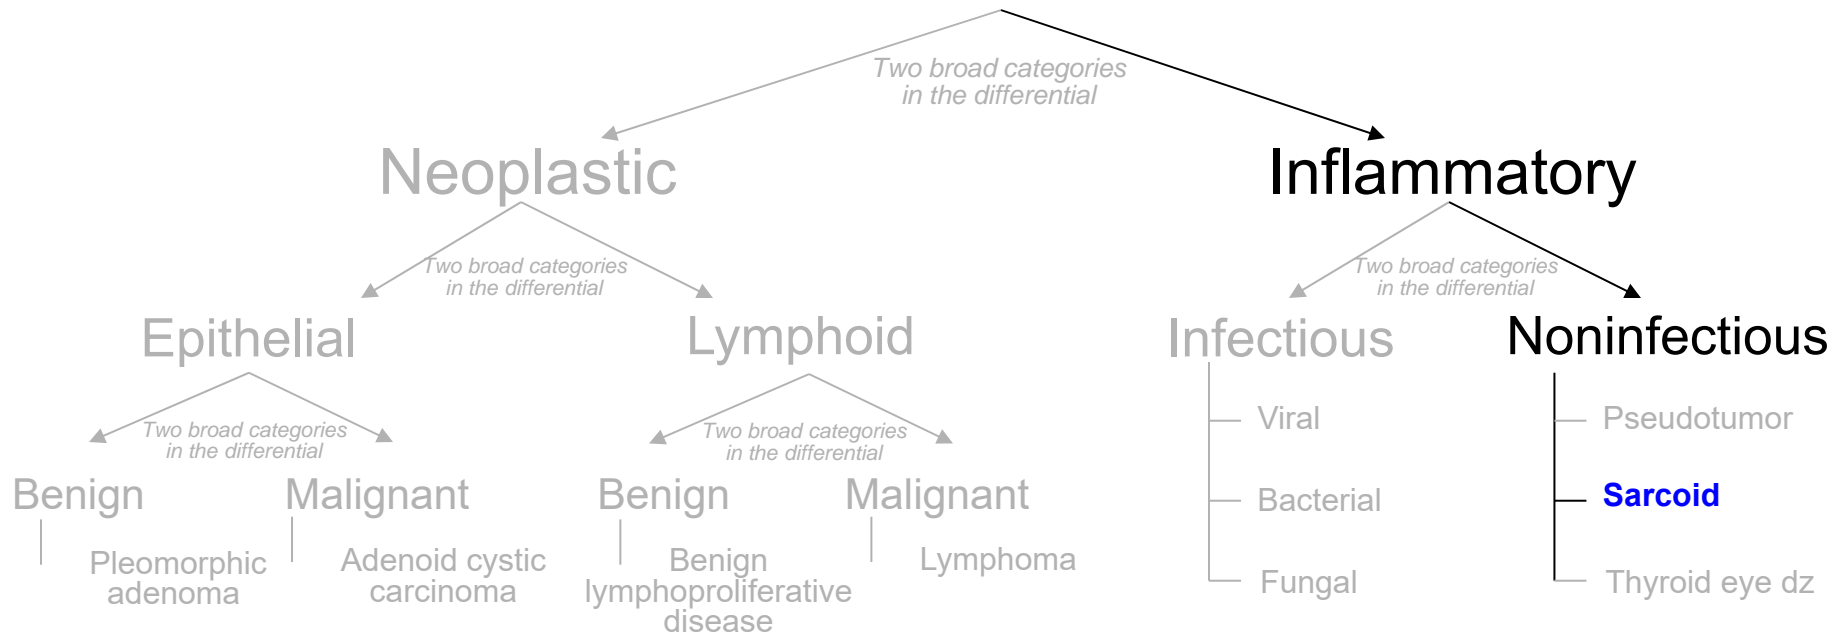 Two broad categories
in the differential
Neoplastic
Inflammatory
Two broad categories
in the differential
Two broad categories
in the differential
Epithelial
Lymphoid
Infectious
Noninfectious
Two broad categories
in the differential
Two broad categories
in the differential
Viral
Pseudotumor
Benign
Malignant
Benign
Malignant
Bacterial
Sarcoid
Pleomorphic
adenoma
Adenoid cystic
carcinoma
Benign
lymphoproliferative
disease
Lymphoma
Fungal
Thyroid eye dz